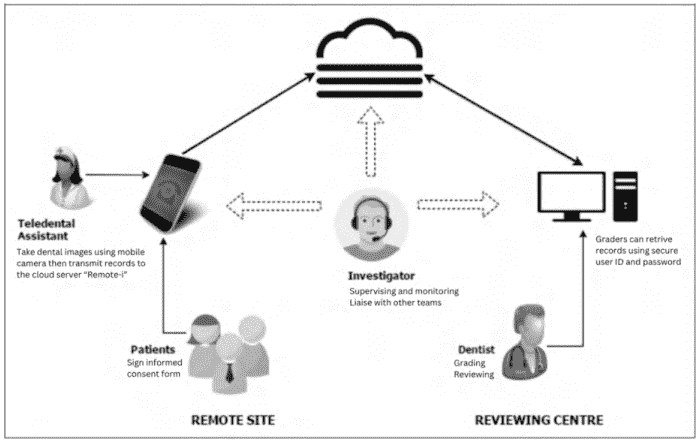 Teledental
Assistant
Take dental images using mobile
camera then transmit records to
the cloud server “Remote-i”
Investigator
Supervising and monitoring
Liaise with other teams
Graders can retrive
records using secure
user ID and password
Patients
Sign informed
consent form
Dentist
Grading
Reviewing
REMOTE SITE
REVIEWING CENTRE